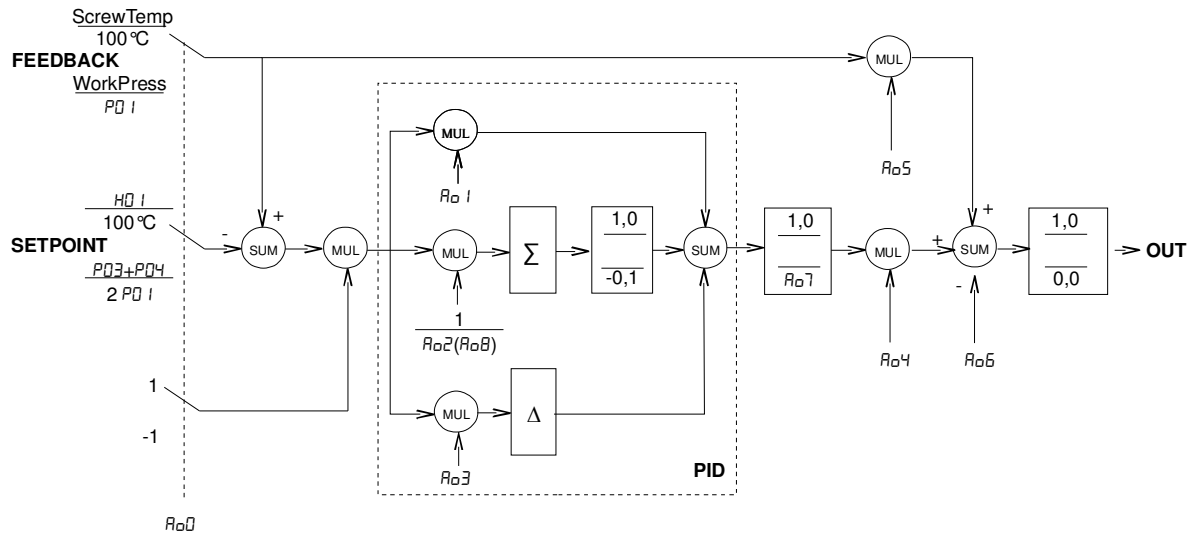 ScrewTemp
100°C
FEEDBACK
WorkPress
P01
MUL
Ao5
MUL
Ao1
H01
100°C
SETPOINT
P03+P04
2 P01
+
-
SUM
MUL
MUL
Σ
1,0
-0,1
SUM
1,0
Ao7
MUL
+
+
-
SUM
1,0
0,0
OUT
1
Ao2(Ao8)
Ao4
Ao6
1
-1
MUL
Δ
Ao3
PID
Ao0